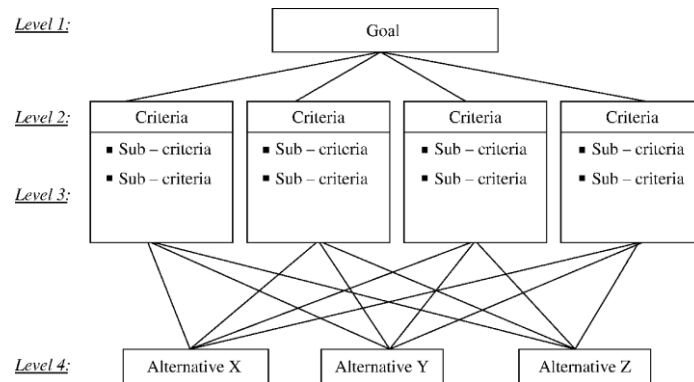 Level 1:
Goal
Level 2:
Criteria Criteria Criteria Criteria
▪ Sub – criteria ▪ Sub – criteria ▪ Sub – criteria ▪ Sub – criteria
▪ Sub – criteria ▪ Sub – criteria ▪ Sub – criteria ▪ Sub – criteria
Level 3:
Level 4:
Alternative X Alternative Y Alternative Z